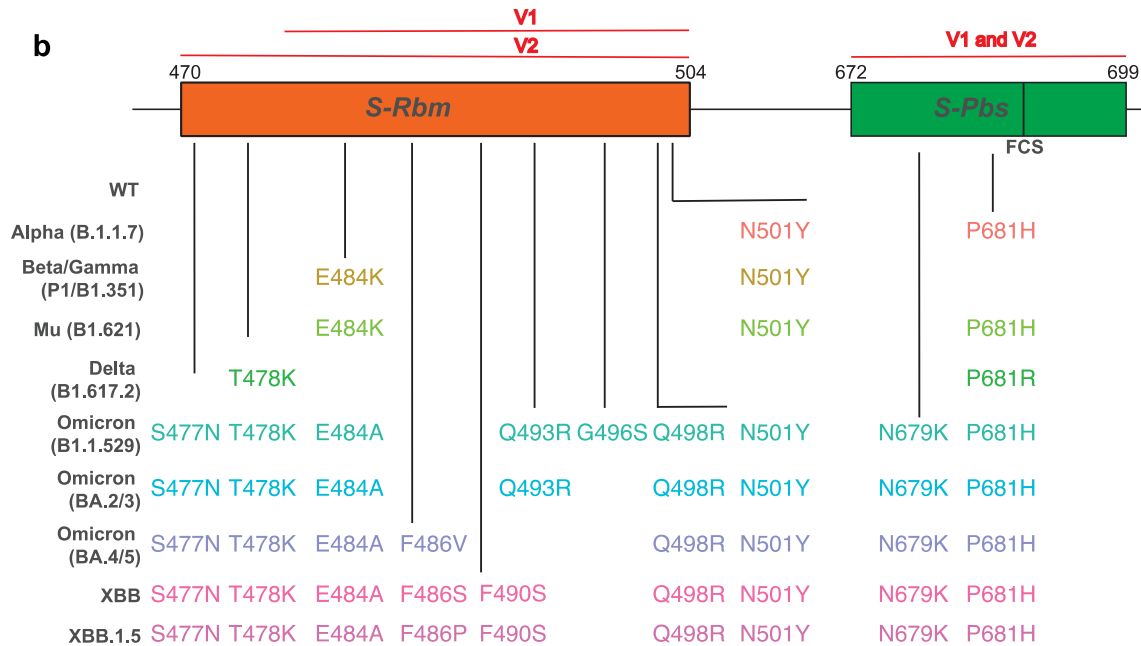 b
V1
V2
V1 and V2
470 504 672 699
S-Rbm S-Pbs
FCS
WT
Alpha (B.1.1.7) N501Y P681H
Beta/Gamma
(P1/B1.351) E484K N501Y
Mu (B1.621) E484K N501Y P681H
Delta
(B1.617.2) T478K P681R
Omicron
(B1.1.529) S477N T478K E484A Q493R G496S Q498R N501Y N679K P681H
Omicron
(BA.2/3) S477N T478K E484A Q493R Q498R N501Y N679K P681H
Omicron
(BA.4/5) S477N T478K E484A F486V Q498R N501Y N679K P681H
XBB S477N T478K E484A F486S F490S Q498R N501Y N679K P681H
XBB.1.5 S477N T478K E484A F486P F490S Q498R N501Y N679K P681H